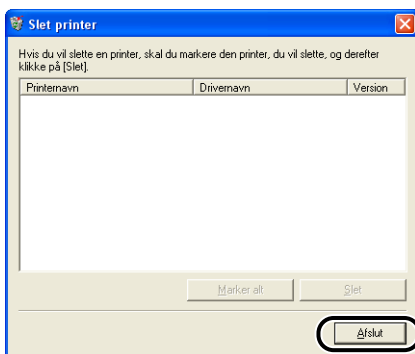 Slet printer
Hvis du vil slette en printer, skal du markere den printer, du vil slette, og derefter
klikke på [Slet].
Printernavn Drivernavn Version
Marker alt Slet
Afslut